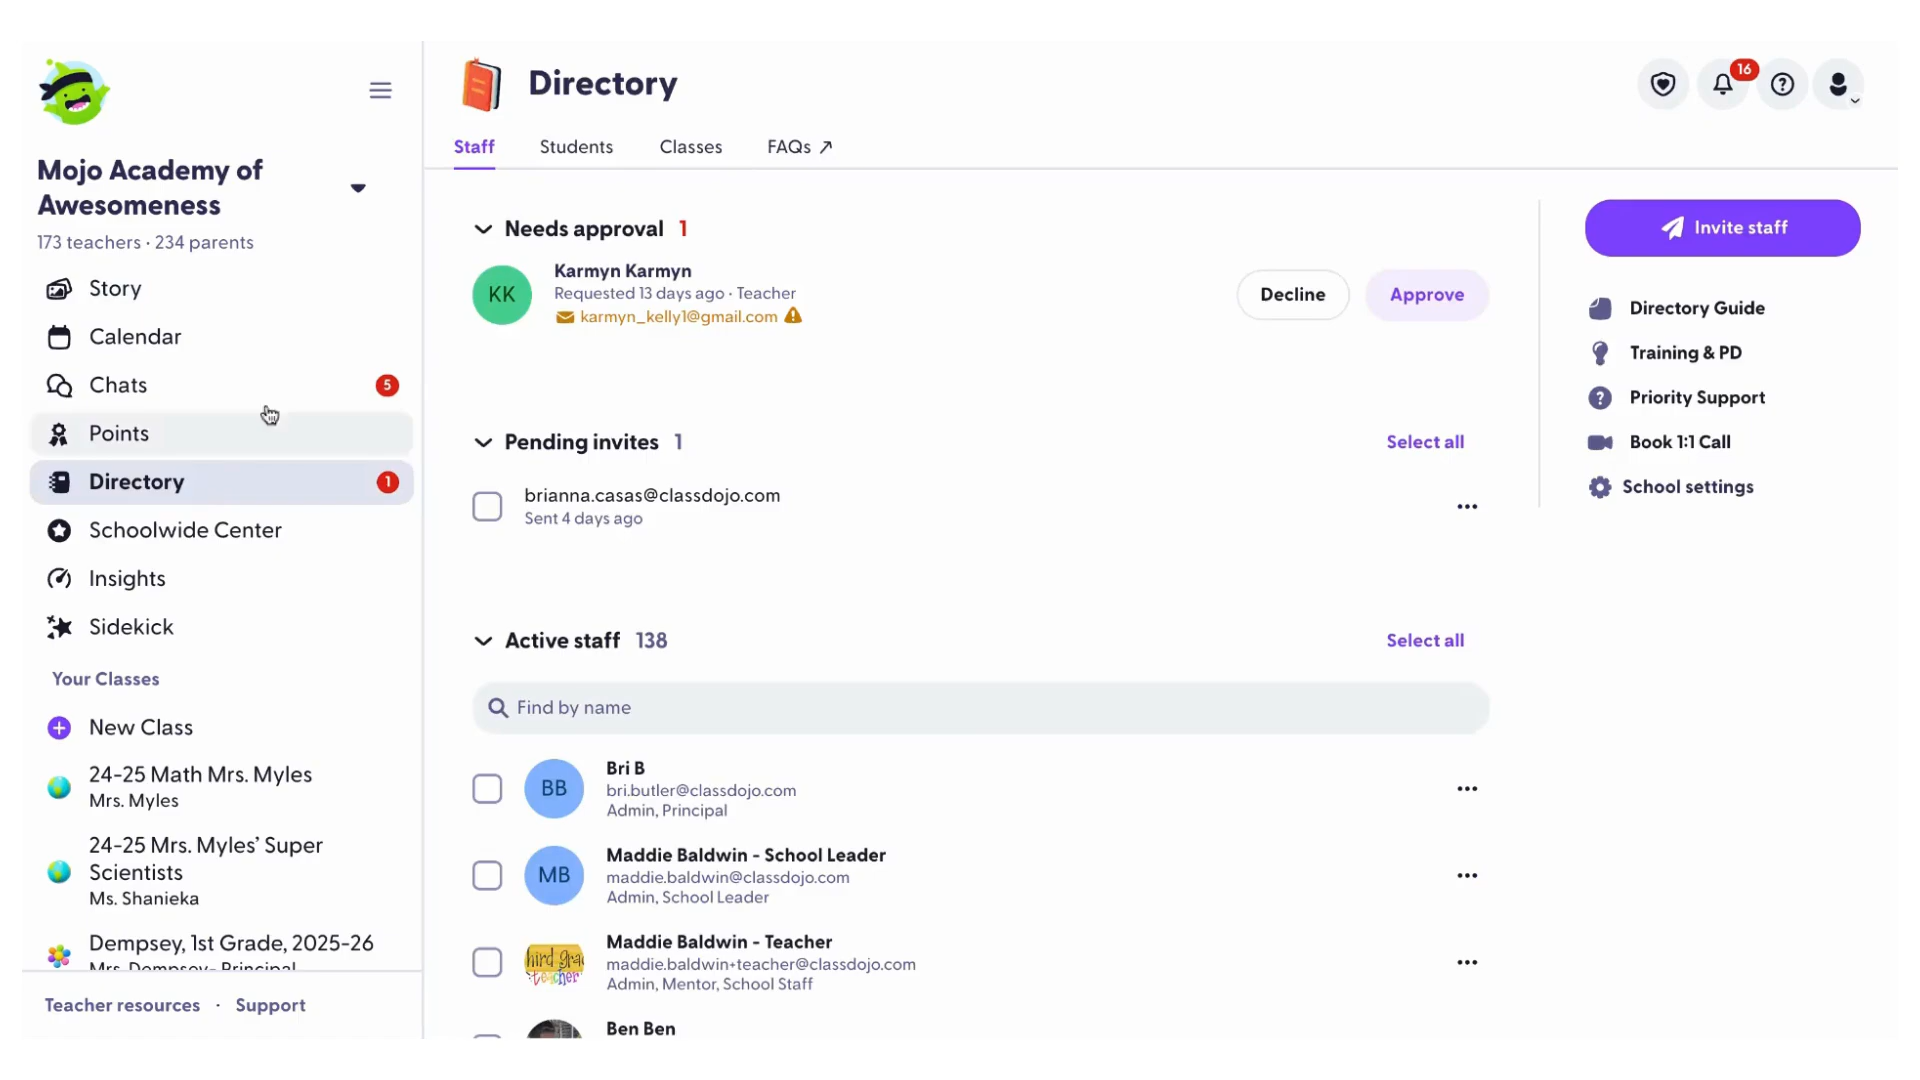 Mojo Academy of
Awesomeness
173 teachers · 234 parents
Story
Calendar
Chats
5
Points
Directory
1
Schoolwide Center
Insights
Sidekick
Your Classes
New Class
24-25 Math Mrs. Myles
Mrs. Myles
24-25 Mrs. Myles’ Super
Scientists
Ms. Shanieka
Dempsey, 1st Grade, 2025-26
Mrs. Dempsey- Principal
Teacher resources · Support
Directory
16
Staff
Students
Classes
FAQs ↗
Needs approval 1
KK
Karmyn Karmyn
Requested 13 days ago · Teacher
karmyn_kelly1@gmail.com
Decline
Approve
Pending invites 1
Select all
brianna.casas@classdojo.com
Sent 4 days ago
Active staff 138
Select all
Find by name
BB
Bri B
bri.butler@classdojo.com
Admin, Principal
MB
Maddie Baldwin - School Leader
maddie.baldwin@classdojo.com
Admin, School Leader
Maddie Baldwin - Teacher
maddie.baldwin+teacher@classdojo.com
Admin, Mentor, School Staff
Ben Ben
Invite staff
Directory Guide
Training & PD
Priority Support
Book 1:1 Call
School settings